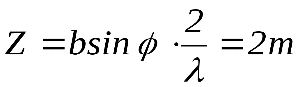 Z = bsin ϕ · 2/λ = 2m